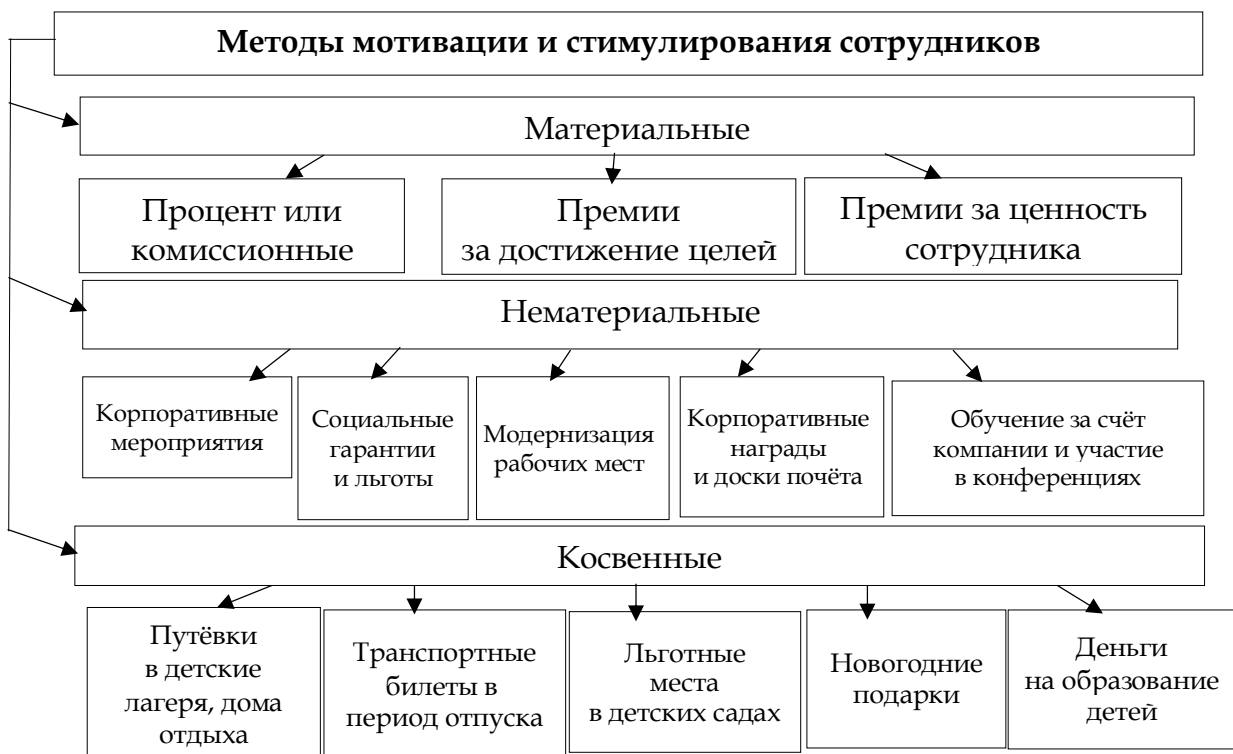 Методы мотивации и стимулирования сотрудников
Материальные
Процент или
комиссионные
Премии
за достижение целей
Премии за ценность
сотрудника
Нематериальные
Корпоративные
мероприятия
Социальные
гарантии
и льготы
Модернизация
рабочих мест
Корпоративные
награды
и доски почёта
Обучение за счёт
компании и участие
в конференциях
Косвенные
Путёвки
в детские
лагеря, дома
отдыха
Транспортные
билеты в
период отпуска
Льготные
места
в детских садах
Новогодние
подарки
Деньги
на образование
детей